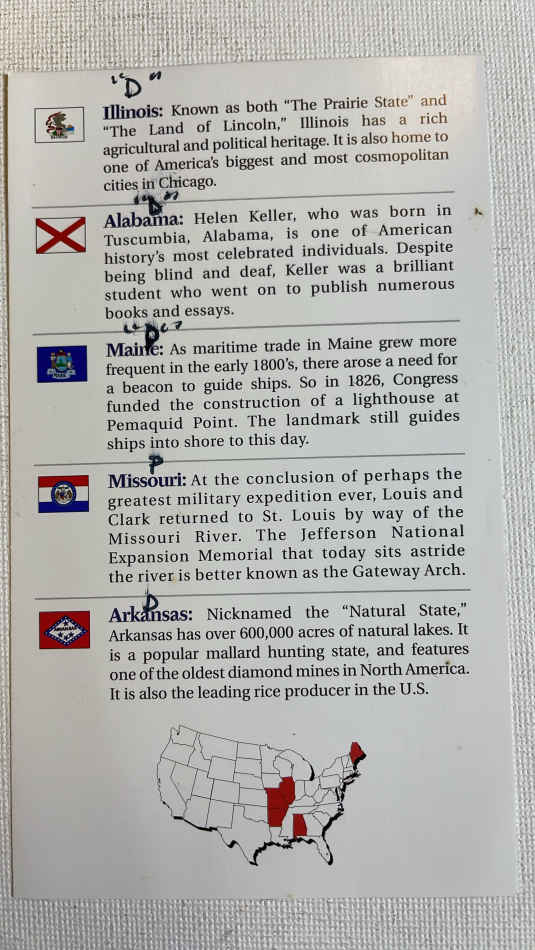 "D"
Illinois: Known as both “The Prairie State” and
“The Land of Lincoln,” Illinois has a rich
agricultural and political heritage. It is also home to
one of America’s biggest and most cosmopolitan
cities in Chicago.
"D"
Alabama: Helen Keller, who was born in
Tuscumbia, Alabama, is one of American
history’s most celebrated individuals. Despite
being blind and deaf, Keller was a brilliant
student who went on to publish numerous
books and essays.
"P"
Maine: As maritime trade in Maine grew more
frequent in the early 1800’s, there arose a need for
a beacon to guide ships. So in 1826, Congress
funded the construction of a lighthouse at
Pemaquid Point. The landmark still guides
ships into shore to this day.
P
Missouri: At the conclusion of perhaps the
greatest military expedition ever, Louis and
Clark returned to St. Louis by way of the
Missouri River. The Jefferson National
Expansion Memorial that today sits astride
the river is better known as the Gateway Arch.
D
Arkansas: Nicknamed the “Natural State,”
Arkansas has over 600,000 acres of natural lakes. It
is a popular mallard hunting state, and features
one of the oldest diamond mines in North America.
It is also the leading rice producer in the U.S.